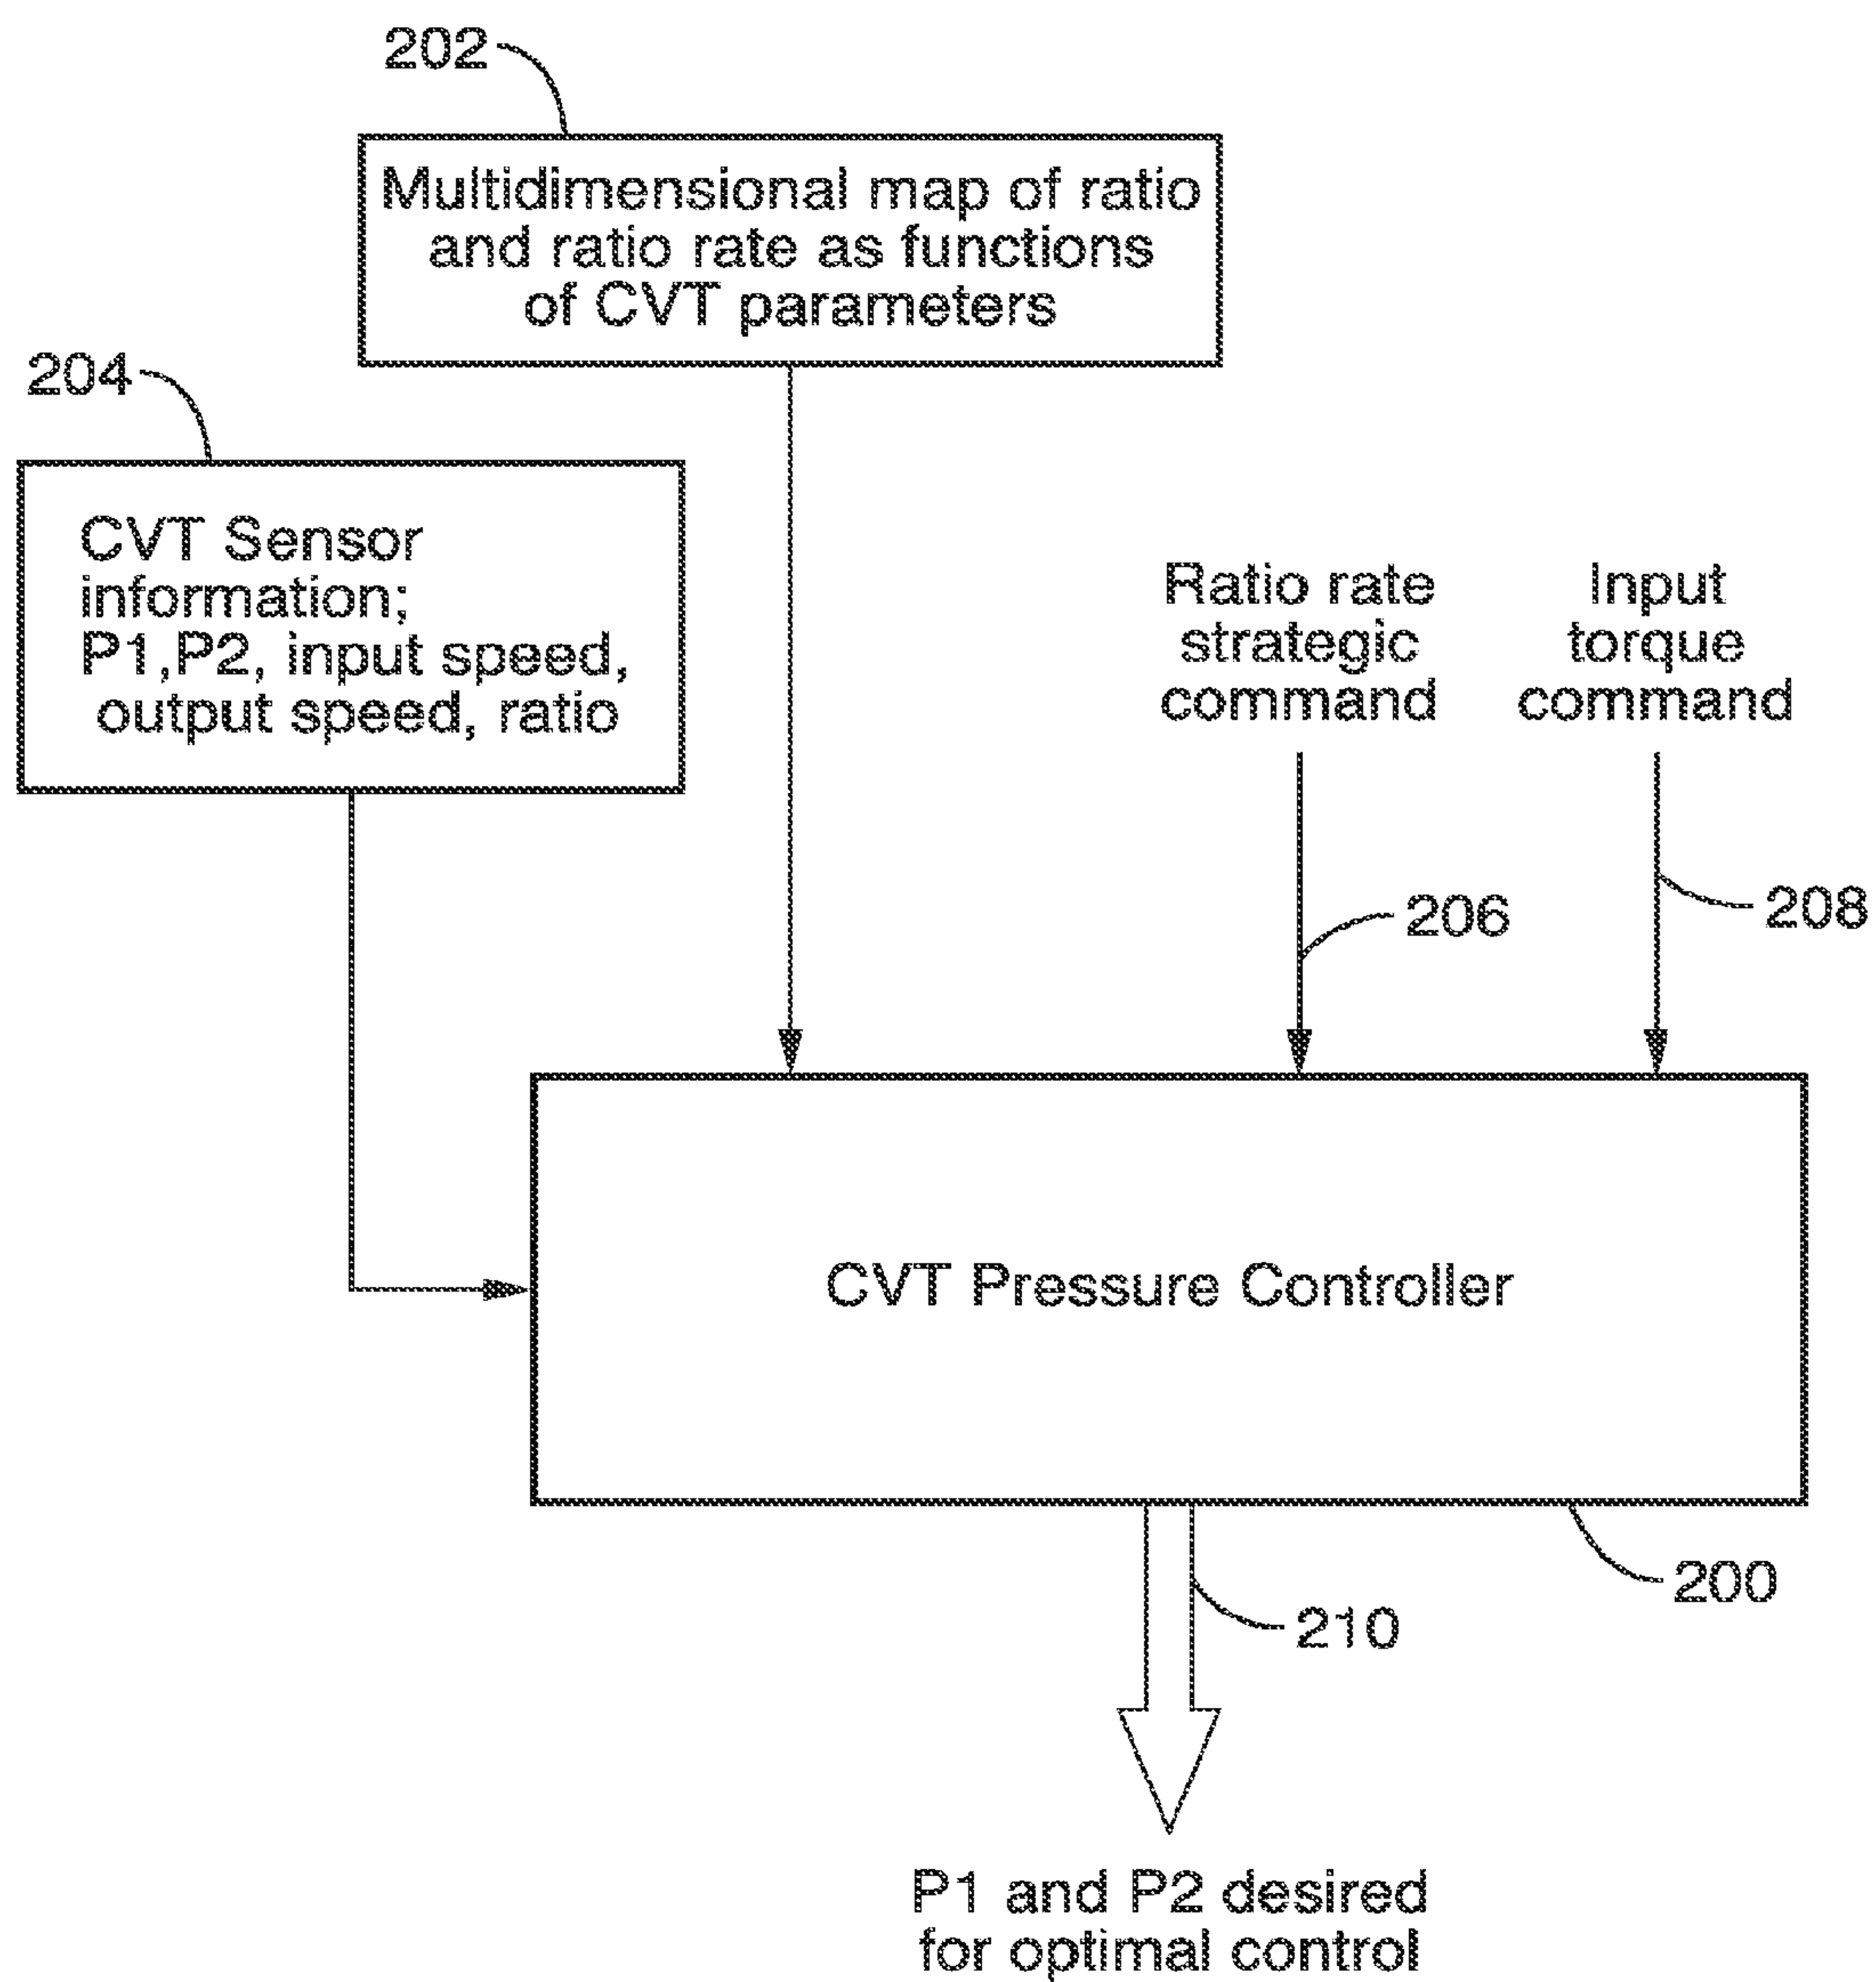 202
Multidimensional map of ratio
and ratio rate as functions
of CVT parameters
204
CVT Sensor
information;
P1,P2, input speed,
output speed, ratio
Ratio rate
strategic
command
Input
torque
command
206
208
CVT Pressure Controller
200
210
P1 and P2 desired
for optimal control